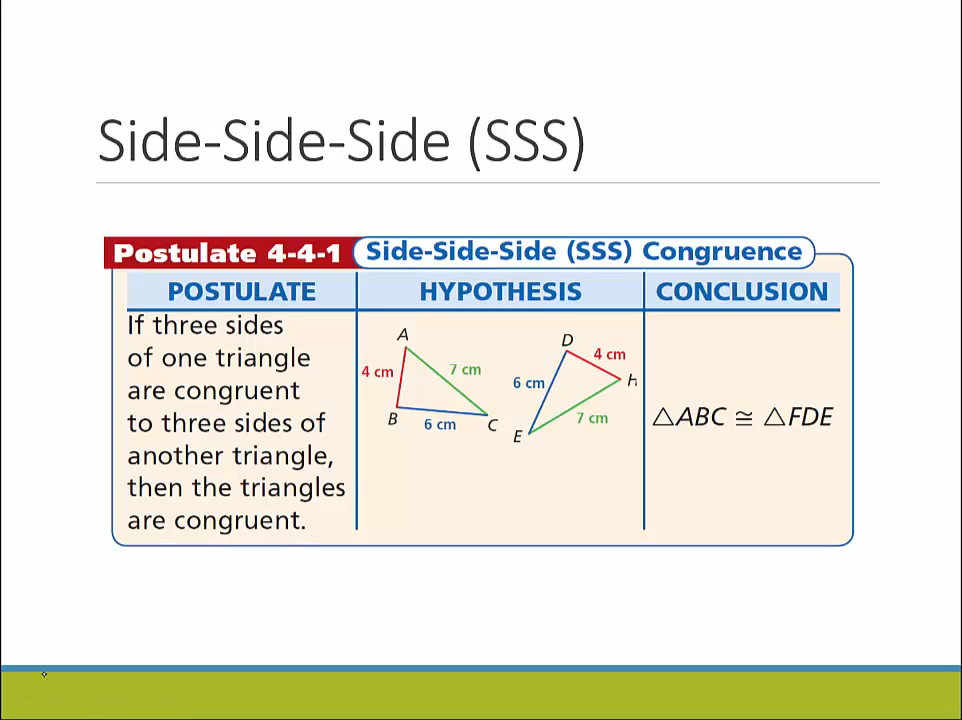 Side-Side-Side (SSS)
Postulate 4-4-1 Side-Side-Side (SSS) Congruence
POSTULATE HYPOTHESIS CONCLUSION
If three sides
of one triangle
are congruent
to three sides of
another triangle,
then the triangles
are congruent.
A
4 cm
7 cm
B
6 cm
C
D
4 cm
6 cm
7 cm
E
△ABC ≅ △FDE